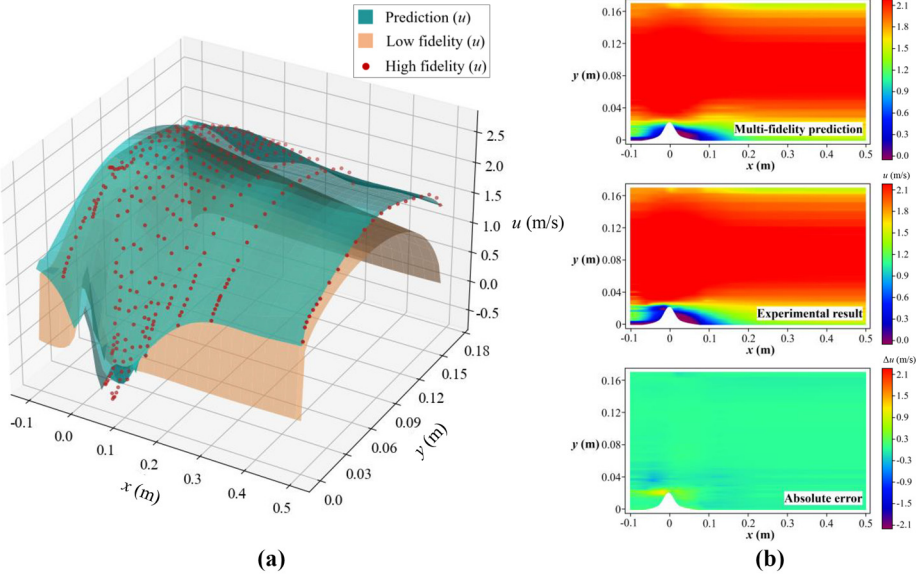 Prediction (u)
Low fidelity (u)
High fidelity (u)
2.5
2.0
1.5
1.0
0.5
0.0
-0.5
u (m/s)
0.18
0.15
0.12
0.09
0.06
0.03
0.0
y (m)
-0.1
0.0
0.1
0.2
0.3
0.4
0.5
x (m)
(a)
0.16
0.12
0.08
0.04
0
y (m)
Multi-fidelity prediction
-0.1 0 0.1 0.2 0.3 0.4 0.5
x (m)
2.1
1.5
0.9
0.3
-0.3
-0.9
-1.5
-2.1
u (m/s)
0.16
0.12
0.08
0.04
0
y (m)
Experimental result
-0.1 0 0.1 0.2 0.3 0.4 0.5
x (m)
2.1
1.8
1.5
1.2
0.9
0.6
0.3
0.0
Δu (m/s)
0.16
0.12
0.08
0.04
0
y (m)
Absolute error
-0.1 0 0.1 0.2 0.3 0.4 0.5
x (m)
2.1
1.5
0.9
0.3
-0.3
-0.9
-1.5
-2.1
(b)